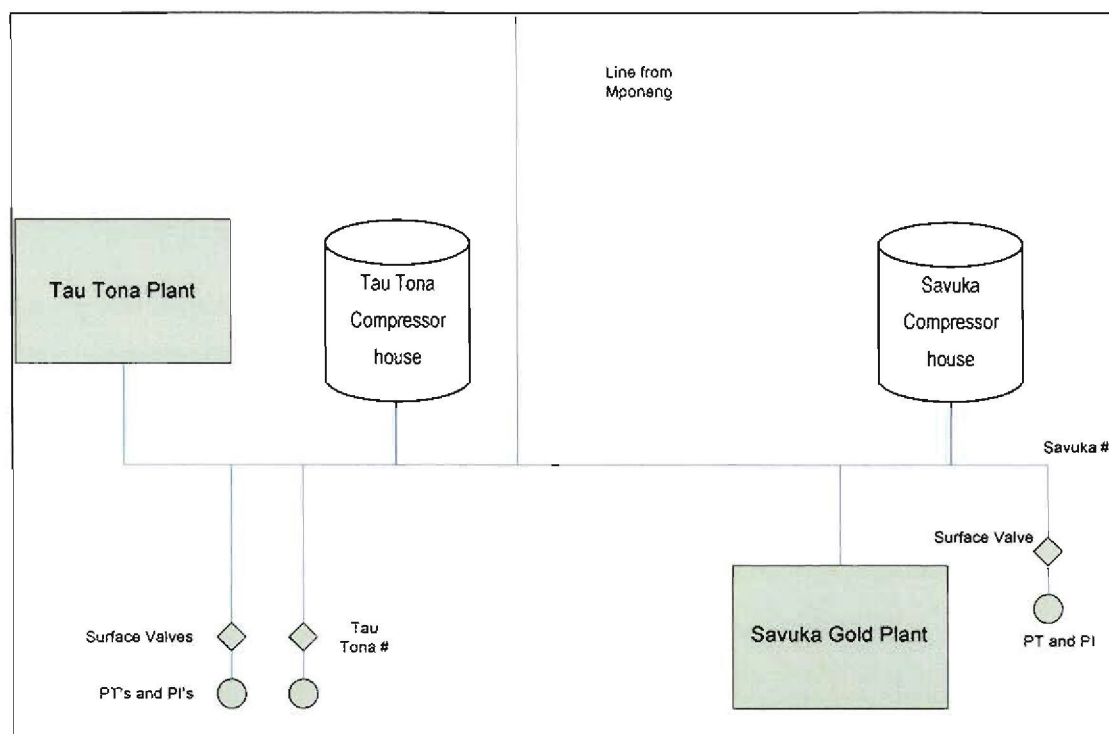 Line from
Mponeng
Tau Tona Plant
Tau Tona
Compressor
house
Savuka
Compressor
house
Savuka #
Surface Valve
PT and PI
Savuka Gold Plant
Surface Valves
Tau
Tona #
PT's and PI's